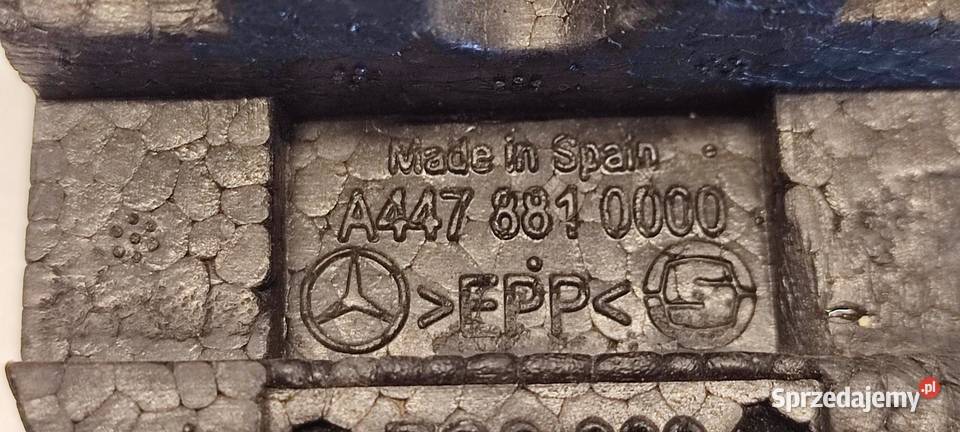 Made in Spain
A447 881 0000
>EPP<
Sprzedajemy.pl